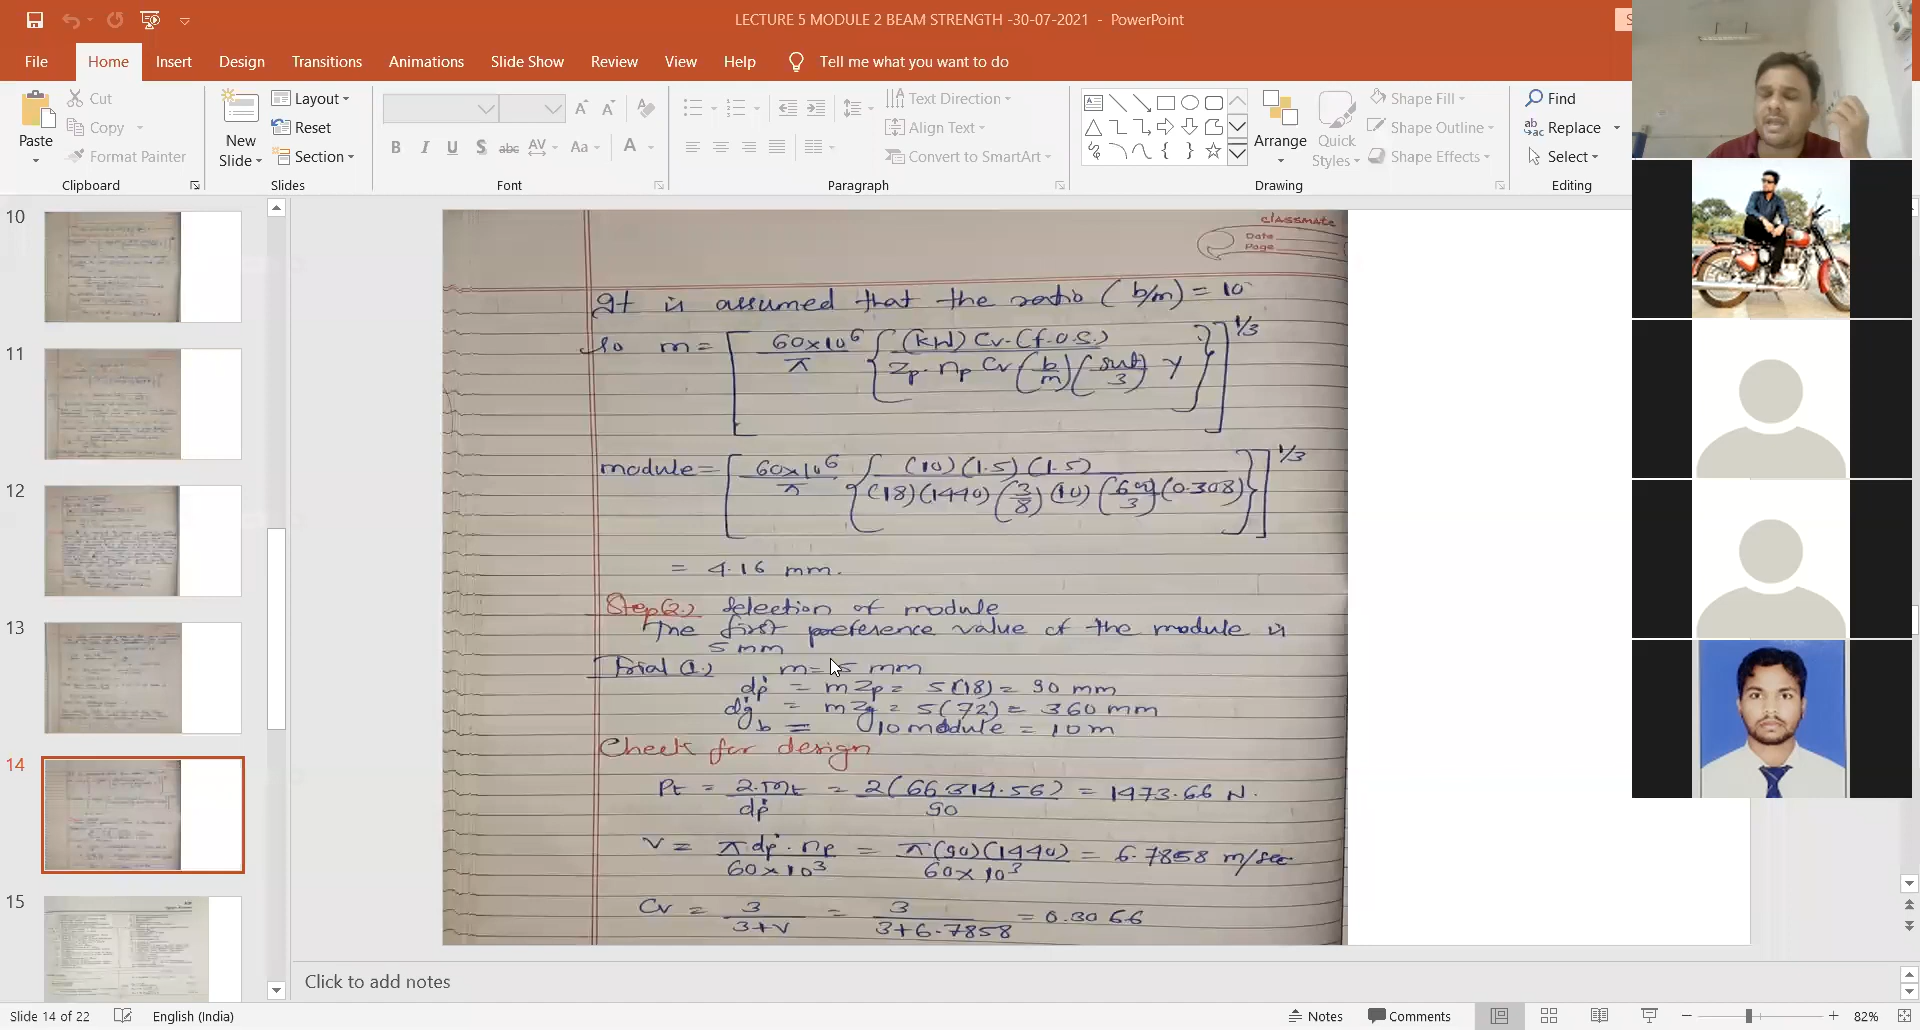 LECTURE 5 MODULE 2 BEAM STRENGTH -30-07-2021 - PowerPoint
File Home Insert Design Transitions Animations Slide Show Review View Help Tell me what you want to do
Paste
Cut
Copy
Format Painter
Clipboard
New Slide
Layout
Reset
Section
Slides
B I U S abc AV Aa A
Font
Text Direction
Align Text
Convert to SmartArt
Paragraph
Arrange
Quick Styles
Shape Fill
Shape Outline
Shape Effects
Drawing
Find
Replace
Select
Editing
10
11
12
13
14
15
classmate
Date
Page
It is assumed that the ratio (b/m) = 10
So m = [60×10^6/π {(kW) Cv.(f.o.s.) / Zp.np Cv (b/m) (Sut/3) Y}]^1/3
module = [60×10^6/π {(10)(1.5)(1.5) / (18)(1440)(3/8)(10)(600/3)(0.308)}]^1/3
= 4.16 mm.
Step(2.) Selection of module
The first preference value of the module is
5 mm
Trial (1.) m = 5 mm
dp' = m Zp = 5(18) = 90 mm
dg' = m Zg = 5(72) = 360 mm
b = 10 module = 10 m
Check for design
Pt = 2.Mt/dp' = 2(66314.56)/90 = 1473.66 N.
V = π dp'.np/60×10^3 = π(90)(1440)/60×10^3 = 6.7858 m/sec
Cv = 3/3+V = 3/3+6.7858 = 0.3066
Click to add notes
Slide 14 of 22 English (India) Notes Comments 82%